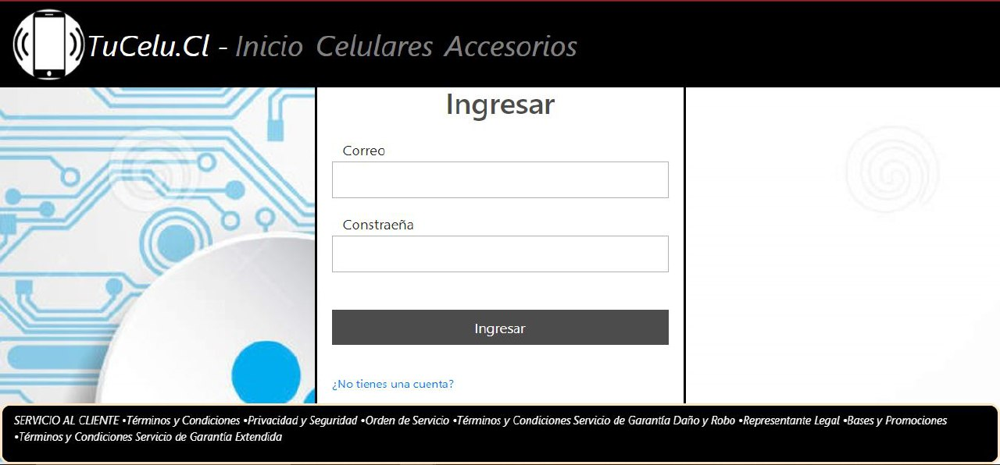 TuCelu.Cl - Inicio Celulares Accesorios
Ingresar
Correo
Constraeña
Ingresar
¿No tienes una cuenta?
SERVICIO AL CLIENTE •Términos y Condiciones •Privacidad y Seguridad •Orden de Servicio •Términos y Condiciones Servicio de Garantía Daño y Robo •Representante Legal •Bases y Promociones
•Términos y Condiciones Servicio de Garantía Extendida